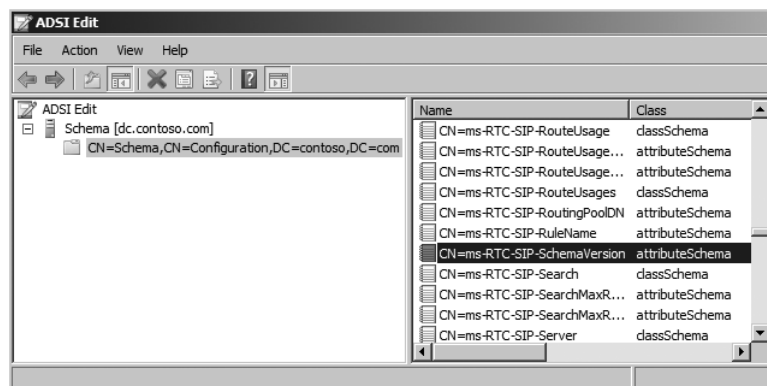 ADSI Edit
File Action View Help
ADSI Edit
Schema [dc.contoso.com]
CN=Schema,CN=Configuration,DC=contoso,DC=com
Name Class
CN=ms-RTC-SIP-RouteUsage classSchema
CN=ms-RTC-SIP-RouteUsage... attributeSchema
CN=ms-RTC-SIP-RouteUsage... attributeSchema
CN=ms-RTC-SIP-RouteUsages classSchema
CN=ms-RTC-SIP-RoutingPoolDN attributeSchema
CN=ms-RTC-SIP-RuleName attributeSchema
CN=ms-RTC-SIP-SchemaVersion attributeSchema
CN=ms-RTC-SIP-Search classSchema
CN=ms-RTC-SIP-SearchMaxR... attributeSchema
CN=ms-RTC-SIP-SearchMaxR... attributeSchema
CN=ms-RTC-SIP-Server classSchema